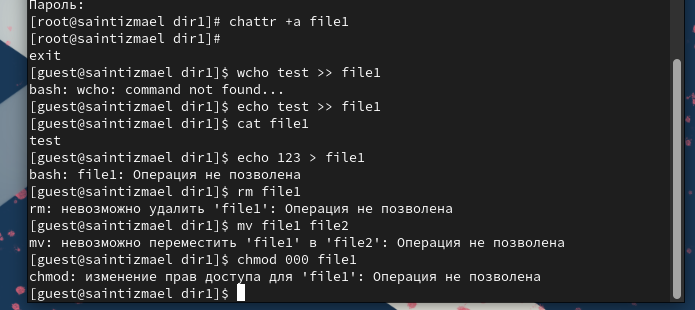 Пароль:
[root@saintizmael dir1]# chattr +a file1
[root@saintizmael dir1]#
exit
[guest@saintizmael dir1]$ wcho test >> file1
bash: wcho: command not found...
[guest@saintizmael dir1]$ echo test >> file1
[guest@saintizmael dir1]$ cat file1
test
[guest@saintizmael dir1]$ echo 123 > file1
bash: file1: Операция не позволена
[guest@saintizmael dir1]$ rm file1
rm: невозможно удалить 'file1': Операция не позволена
[guest@saintizmael dir1]$ mv file1 file2
mv: невозможно переместить 'file1' в 'file2': Операция не позволена
[guest@saintizmael dir1]$ chmod 000 file1
chmod: изменение прав доступа для 'file1': Операция не позволена
[guest@saintizmael dir1]$